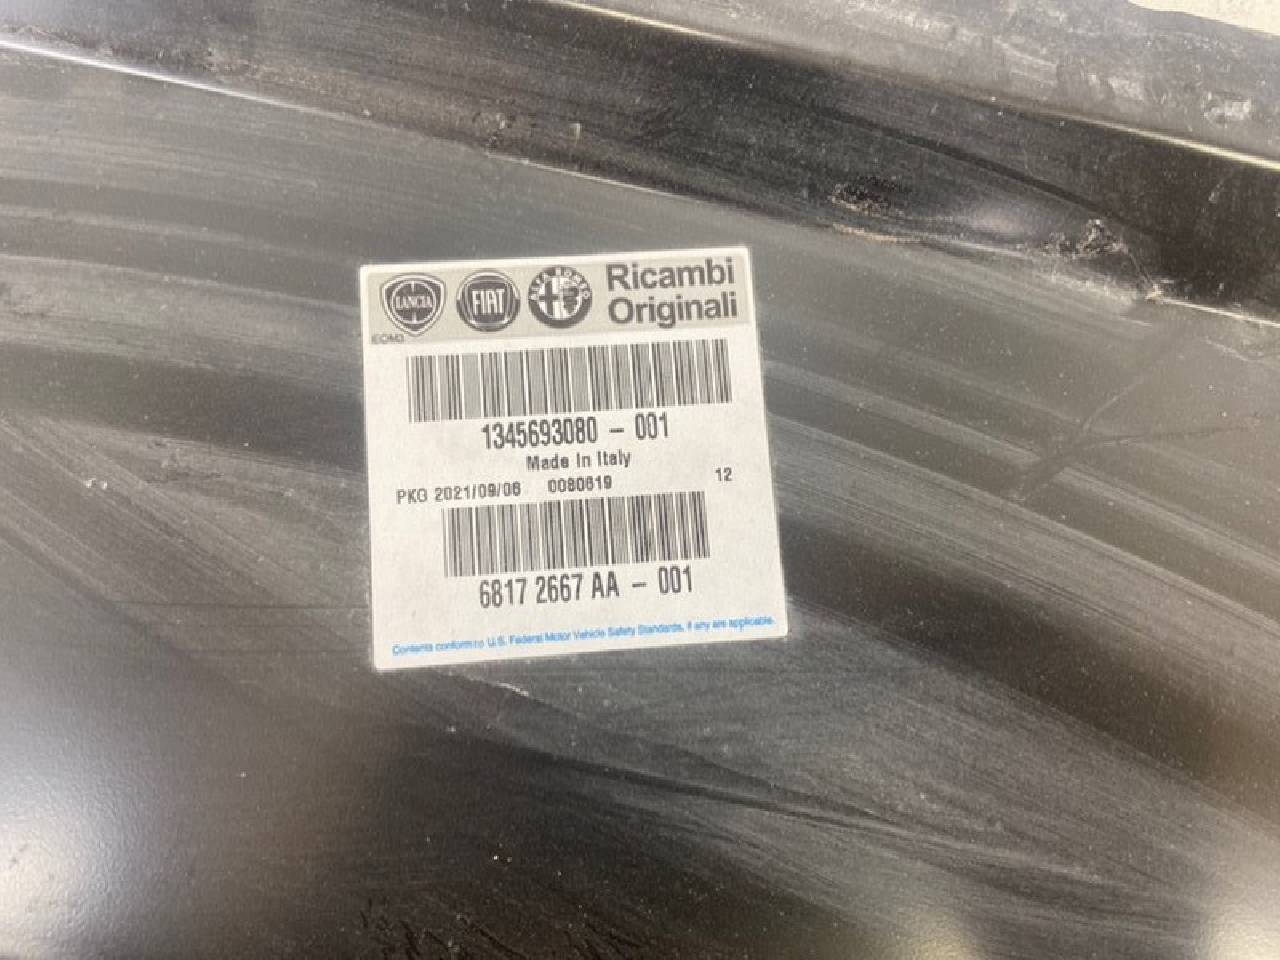 LANCIA
FIAT
ALFA ROMEO
Ricambi
Originali
1345693080 - 001
Made In Italy
PKG 2021/09/06 0080619 12
6817 2667 AA - 001
Contents conform to U.S. Federal Motor Vehicle Safety Standards, if any are applicable.